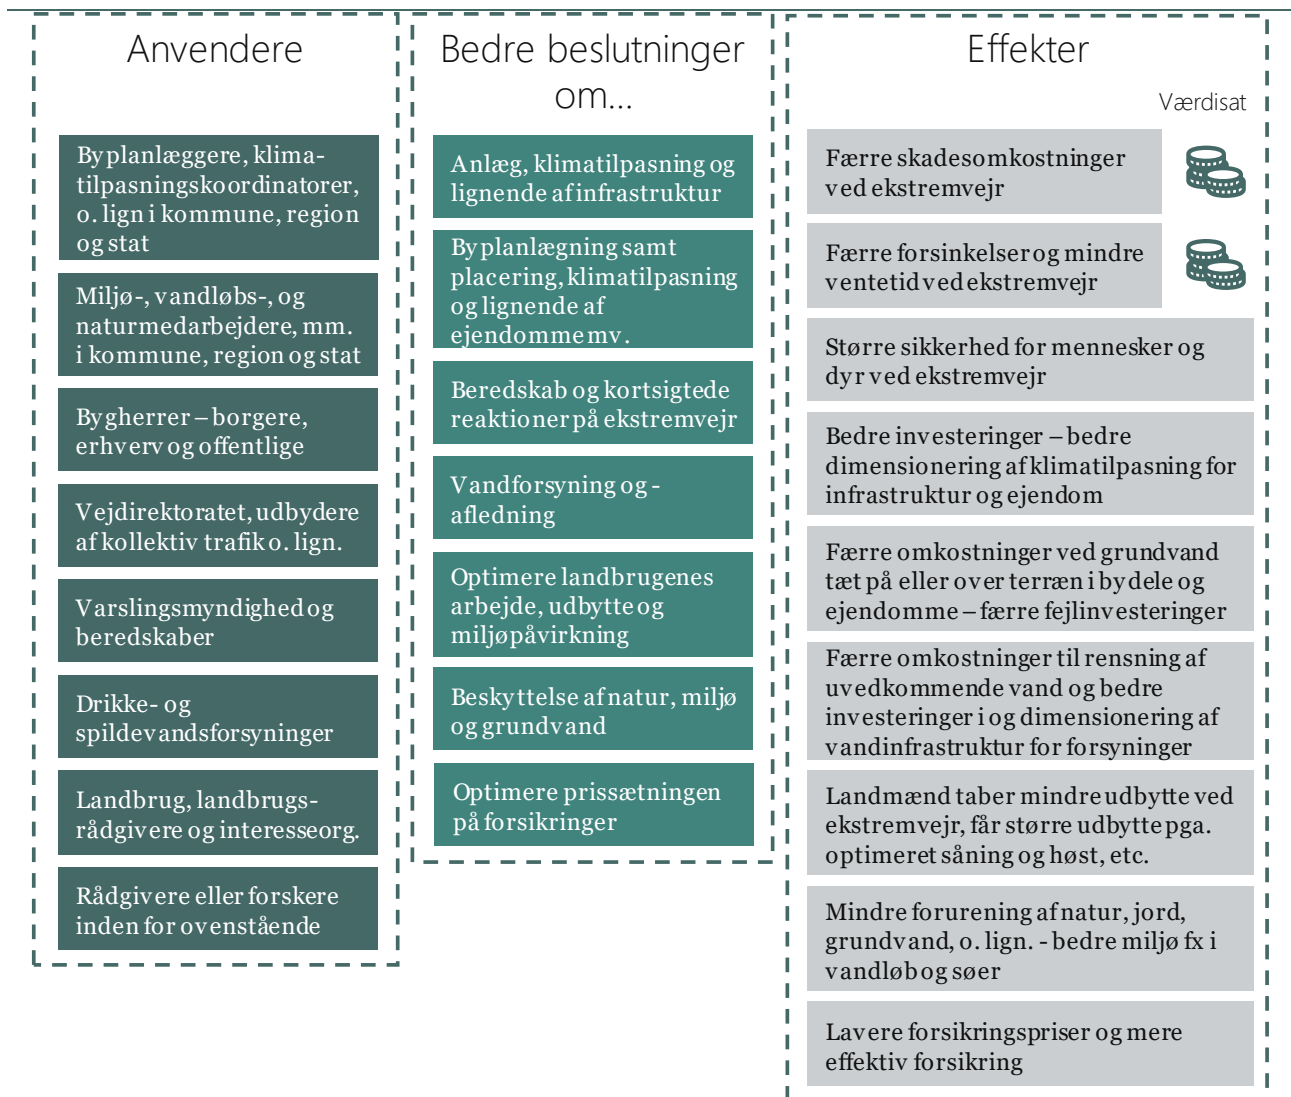 Anvendere
Byplanlæggere, klima-
tilpasningskoordinatorer,
o. lign i kommune, region
og stat
Miljø-, vandløbs-, og
naturmedarbejdere, mm.
i kommune, region og stat
Bygherrer – borgere,
erhverv og offentlige
Vejdirektoratet, udbydere
af kollektiv trafik o. lign.
Varslingsmyndighed og
beredskaber
Drikke- og
spildevandsforsyninger
Landbrug, landbrugs-
rådgivere og interesseorg.
Rådgivere eller forskere
inden for ovenstående
Bedre beslutninger
om...
Anlæg, klimatilpasning og
lignende af infrastruktur
Byplanlægning samt
placering, klimatilpasning
og lignende af
ejendomme mv.
Beredskab og kortsigtede
reaktioner på ekstremvejr
Vandforsyning og -
afledning
Optimere landbrugenes
arbejde, udbytte og
miljøpåvirkning
Beskyttelse af natur, miljø
og grundvand
Optimere prissætningen
på forsikringer
Effekter
Værdisat
Færre skadesomkostninger
ved ekstremvejr
Færre forsinkelser og mindre
ventetid ved ekstremvejr
Større sikkerhed for mennesker og
dyr ved ekstremvejr
Bedre investeringer – bedre
dimensionering af klimatilpasning for
infrastruktur og ejendom
Færre omkostninger ved grundvand
tæt på eller over terræn i bydele og
ejendomme – færre fejlinvesteringer
Færre omkostninger til rensning af
uvedkommende vand og bedre
investeringer i og dimensionering af
vandinfrastruktur for forsyninger
Landmænd taber mindre udbytte ved
ekstremvejr, får større udbytte pga.
optimeret såning og høst, etc.
Mindre forurening af natur, jord,
grundvand, o. lign. - bedre miljø fx i
vandløb og søer
Lavere forsikringspriser og mere
effektiv forsikring